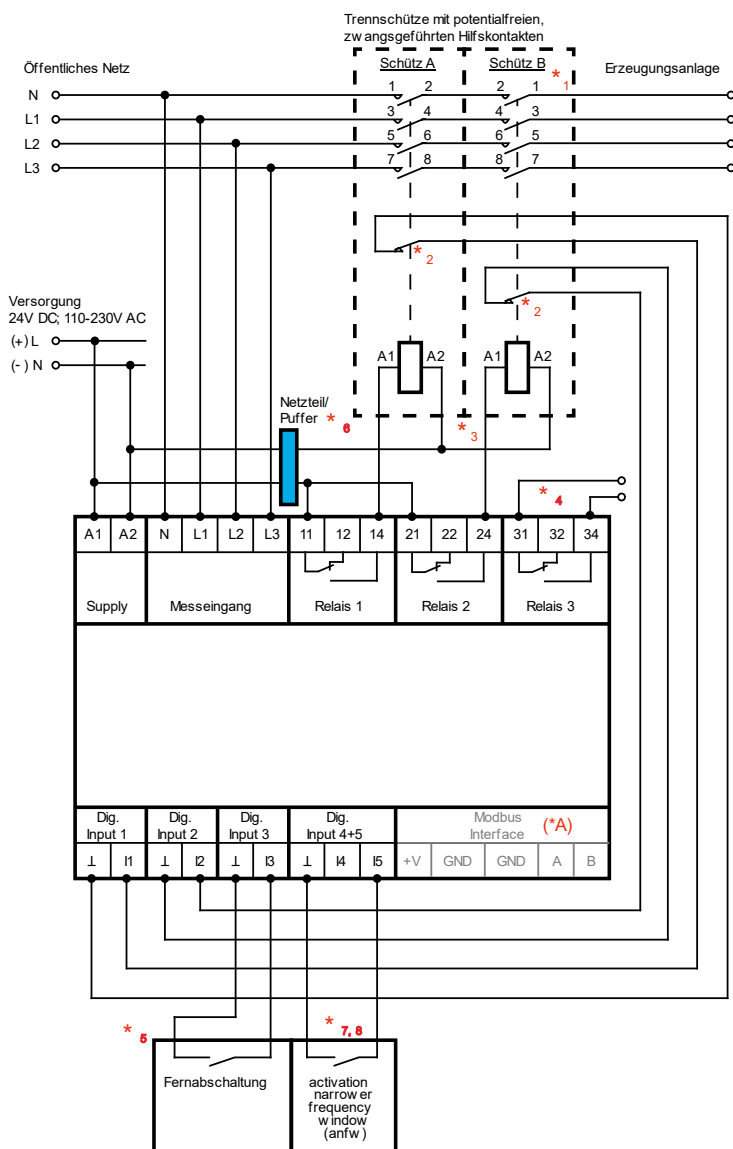 Trennschütze mit potentialfreien,
zwangsgeführten Hilfskontakten
Öffentliches Netz
Schütz A
Schütz B
* 1
Erzeugungsanlage
N
1 2
2 1
L1
3 4
4 3
L2
5 6
6 5
L3
7 8
8 7
* 2
* 2
Versorgung
24V DC; 110-230V AC
(+) L
(-) N
A1 A2
A1 A2
Netzteil/
Puffer * 6
* 3
* 4
A1 A2 N L1 L2 L3 11 12 14 21 22 24 31 32 34
Supply
Messeingang
Relais 1
Relais 2
Relais 3
Dig.
Input 1
Dig.
Input 2
Dig.
Input 3
Dig.
Input 4+5
Modbus
Interface
(*A)
⊥ I1 ⊥ I2 ⊥ I3 ⊥ I4 I5 +V GND GND A B
* 5
* 7, 8
Fernabschaltung
activation
narrower
frequency
window
(anfw)